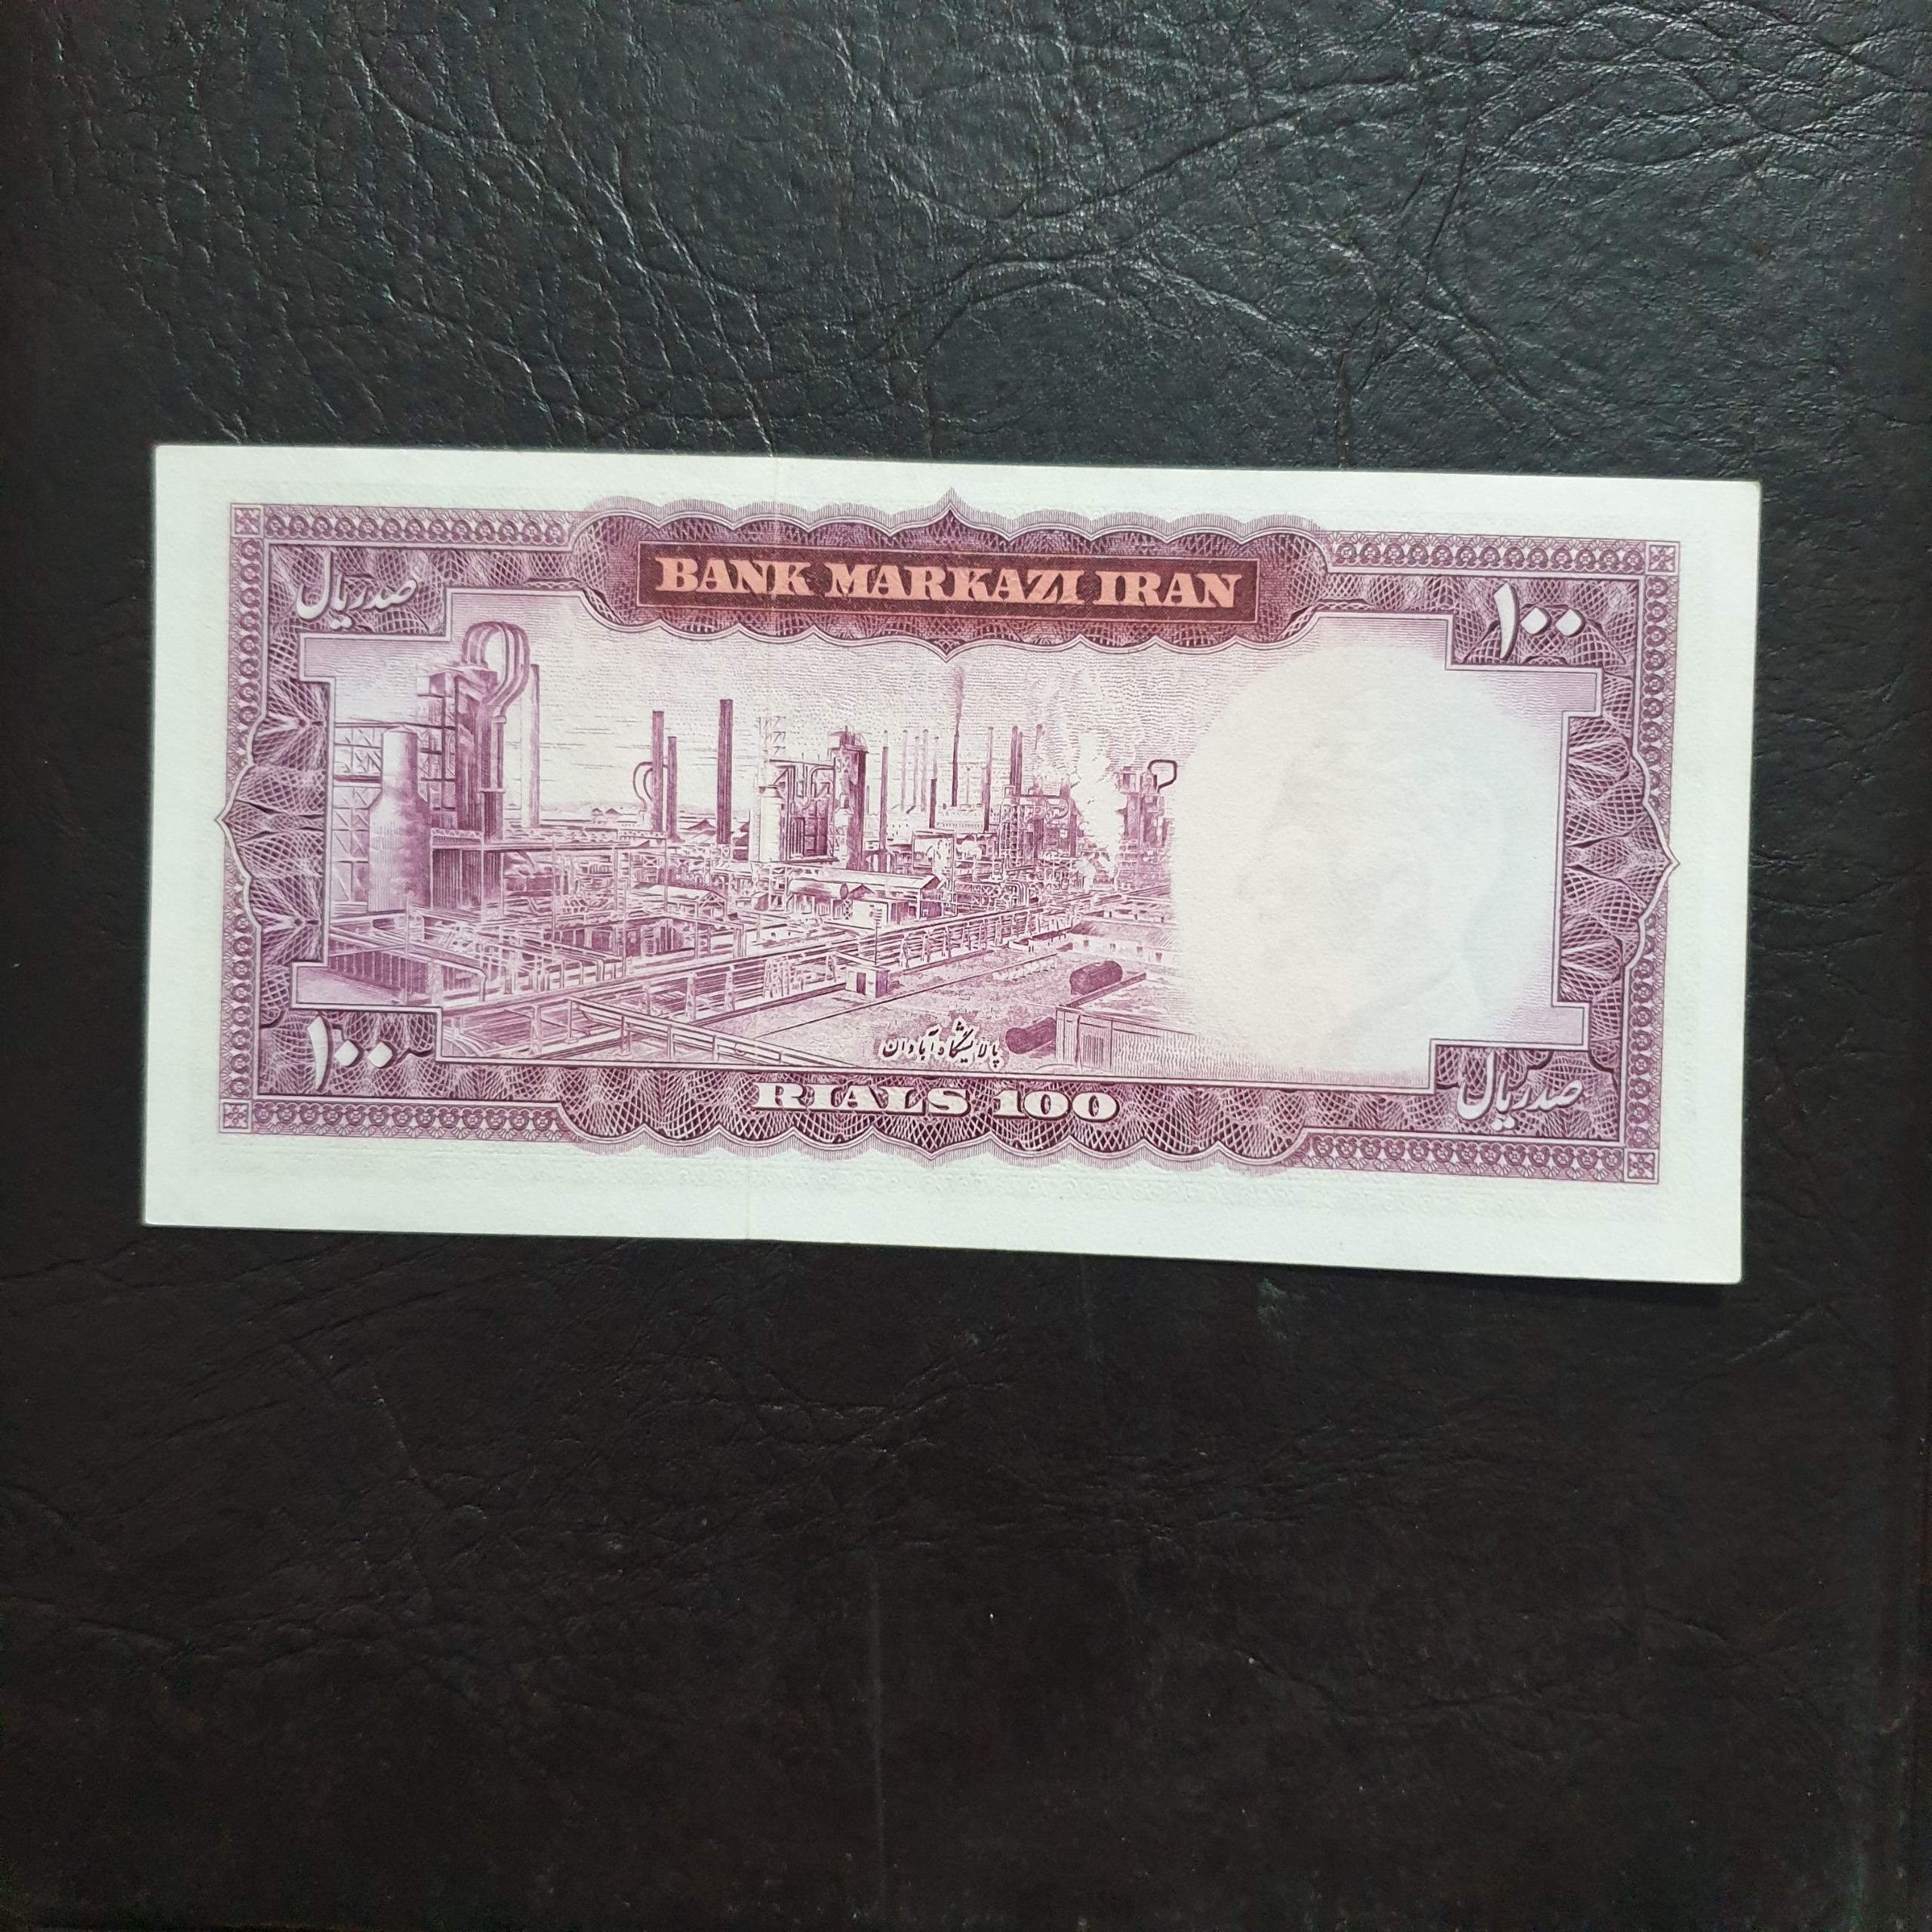 BANK MARKAZI IRAN
صد ریال
۱۰۰
پالایشگاه آبادان
۱۰۰
RIALS 100
صد ریال